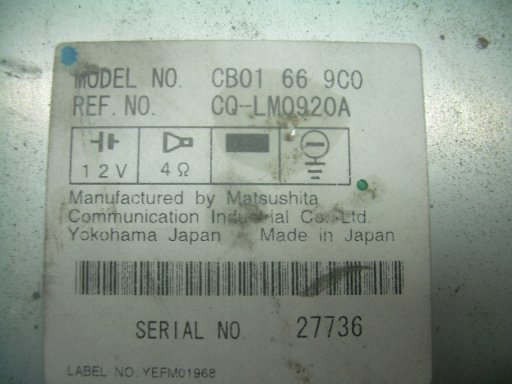 MODEL NO. CB01 66 9C0
REF. NO. CQ-LM0920A
12V 4Ω
Manufactured by Matsushita
Communication Industrial Co., Ltd.
Yokohama Japan Made in Japan
SERIAL NO. 27736
LABEL NO. YEFM01968